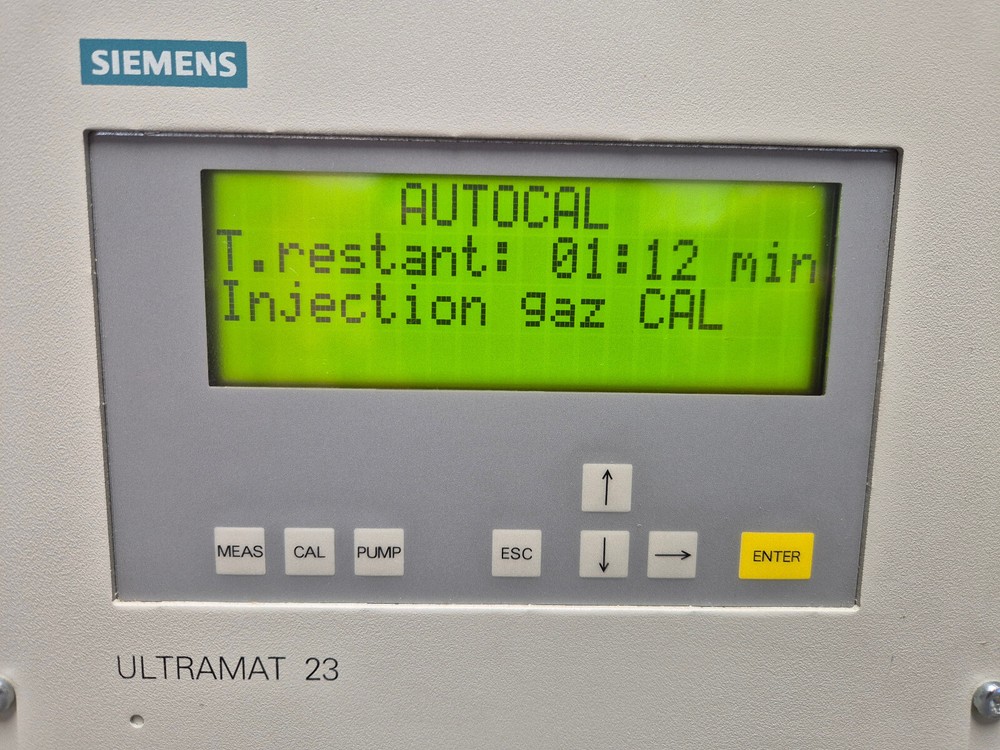 SIEMENS
AUTOCAL
T.restant: 01:12 min
Injection gaz CAL
MEAS CAL PUMP ESC ENTER
ULTRAMAT 23